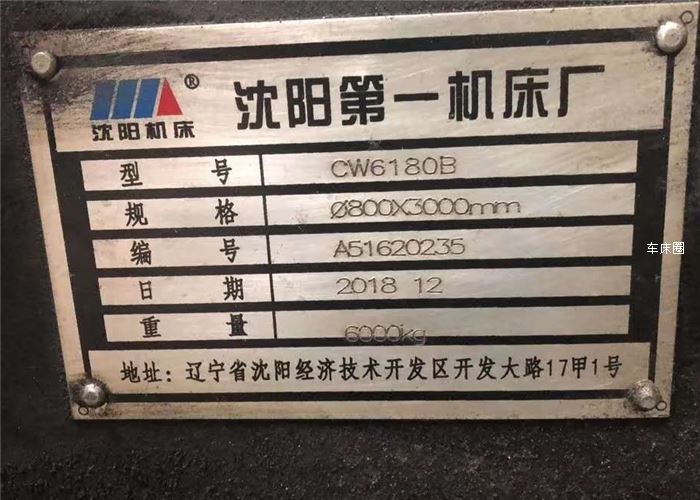 沈阳机床®
沈阳第一机床厂
型号 CW6180B
规格 Ø800X3000mm
编号 A51620235
日期 2018 12
重量 6000kg
地址：辽宁省沈阳经济技术开发区开发大路17甲1号
车床圈